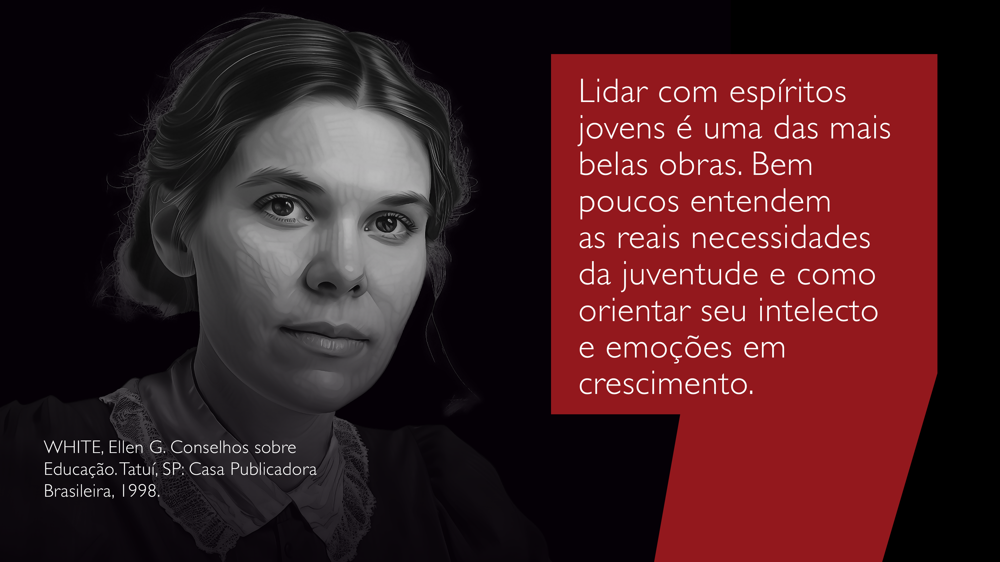 Lidar com espíritos
jovens é uma das mais
belas obras. Bem
poucos entendem
as reais necessidades
da juventude e como
orientar seu intelecto
e emoções em
crescimento.
WHITE, Ellen G. Conselhos sobre
Educação. Tatuí, SP: Casa Publicadora
Brasileira, 1998.